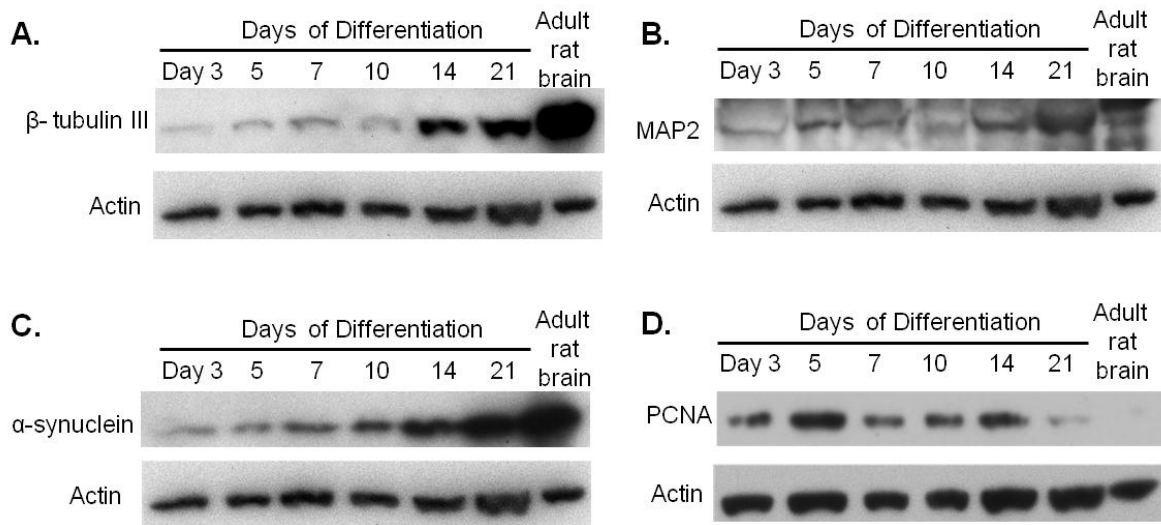 A.
Days of Differentiation
Adult
rat
brain
Day 3 5 7 10 14 21
β- tubulin III
Actin
B.
Days of Differentiation
Adult
rat
brain
Day 3 5 7 10 14 21
MAP2
Actin
C.
Days of Differentiation
Adult
rat
brain
Day 3 5 7 10 14 21
α-synuclein
Actin
D.
Days of Differentiation
Adult
rat
brain
Day 3 5 7 10 14 21
PCNA
Actin